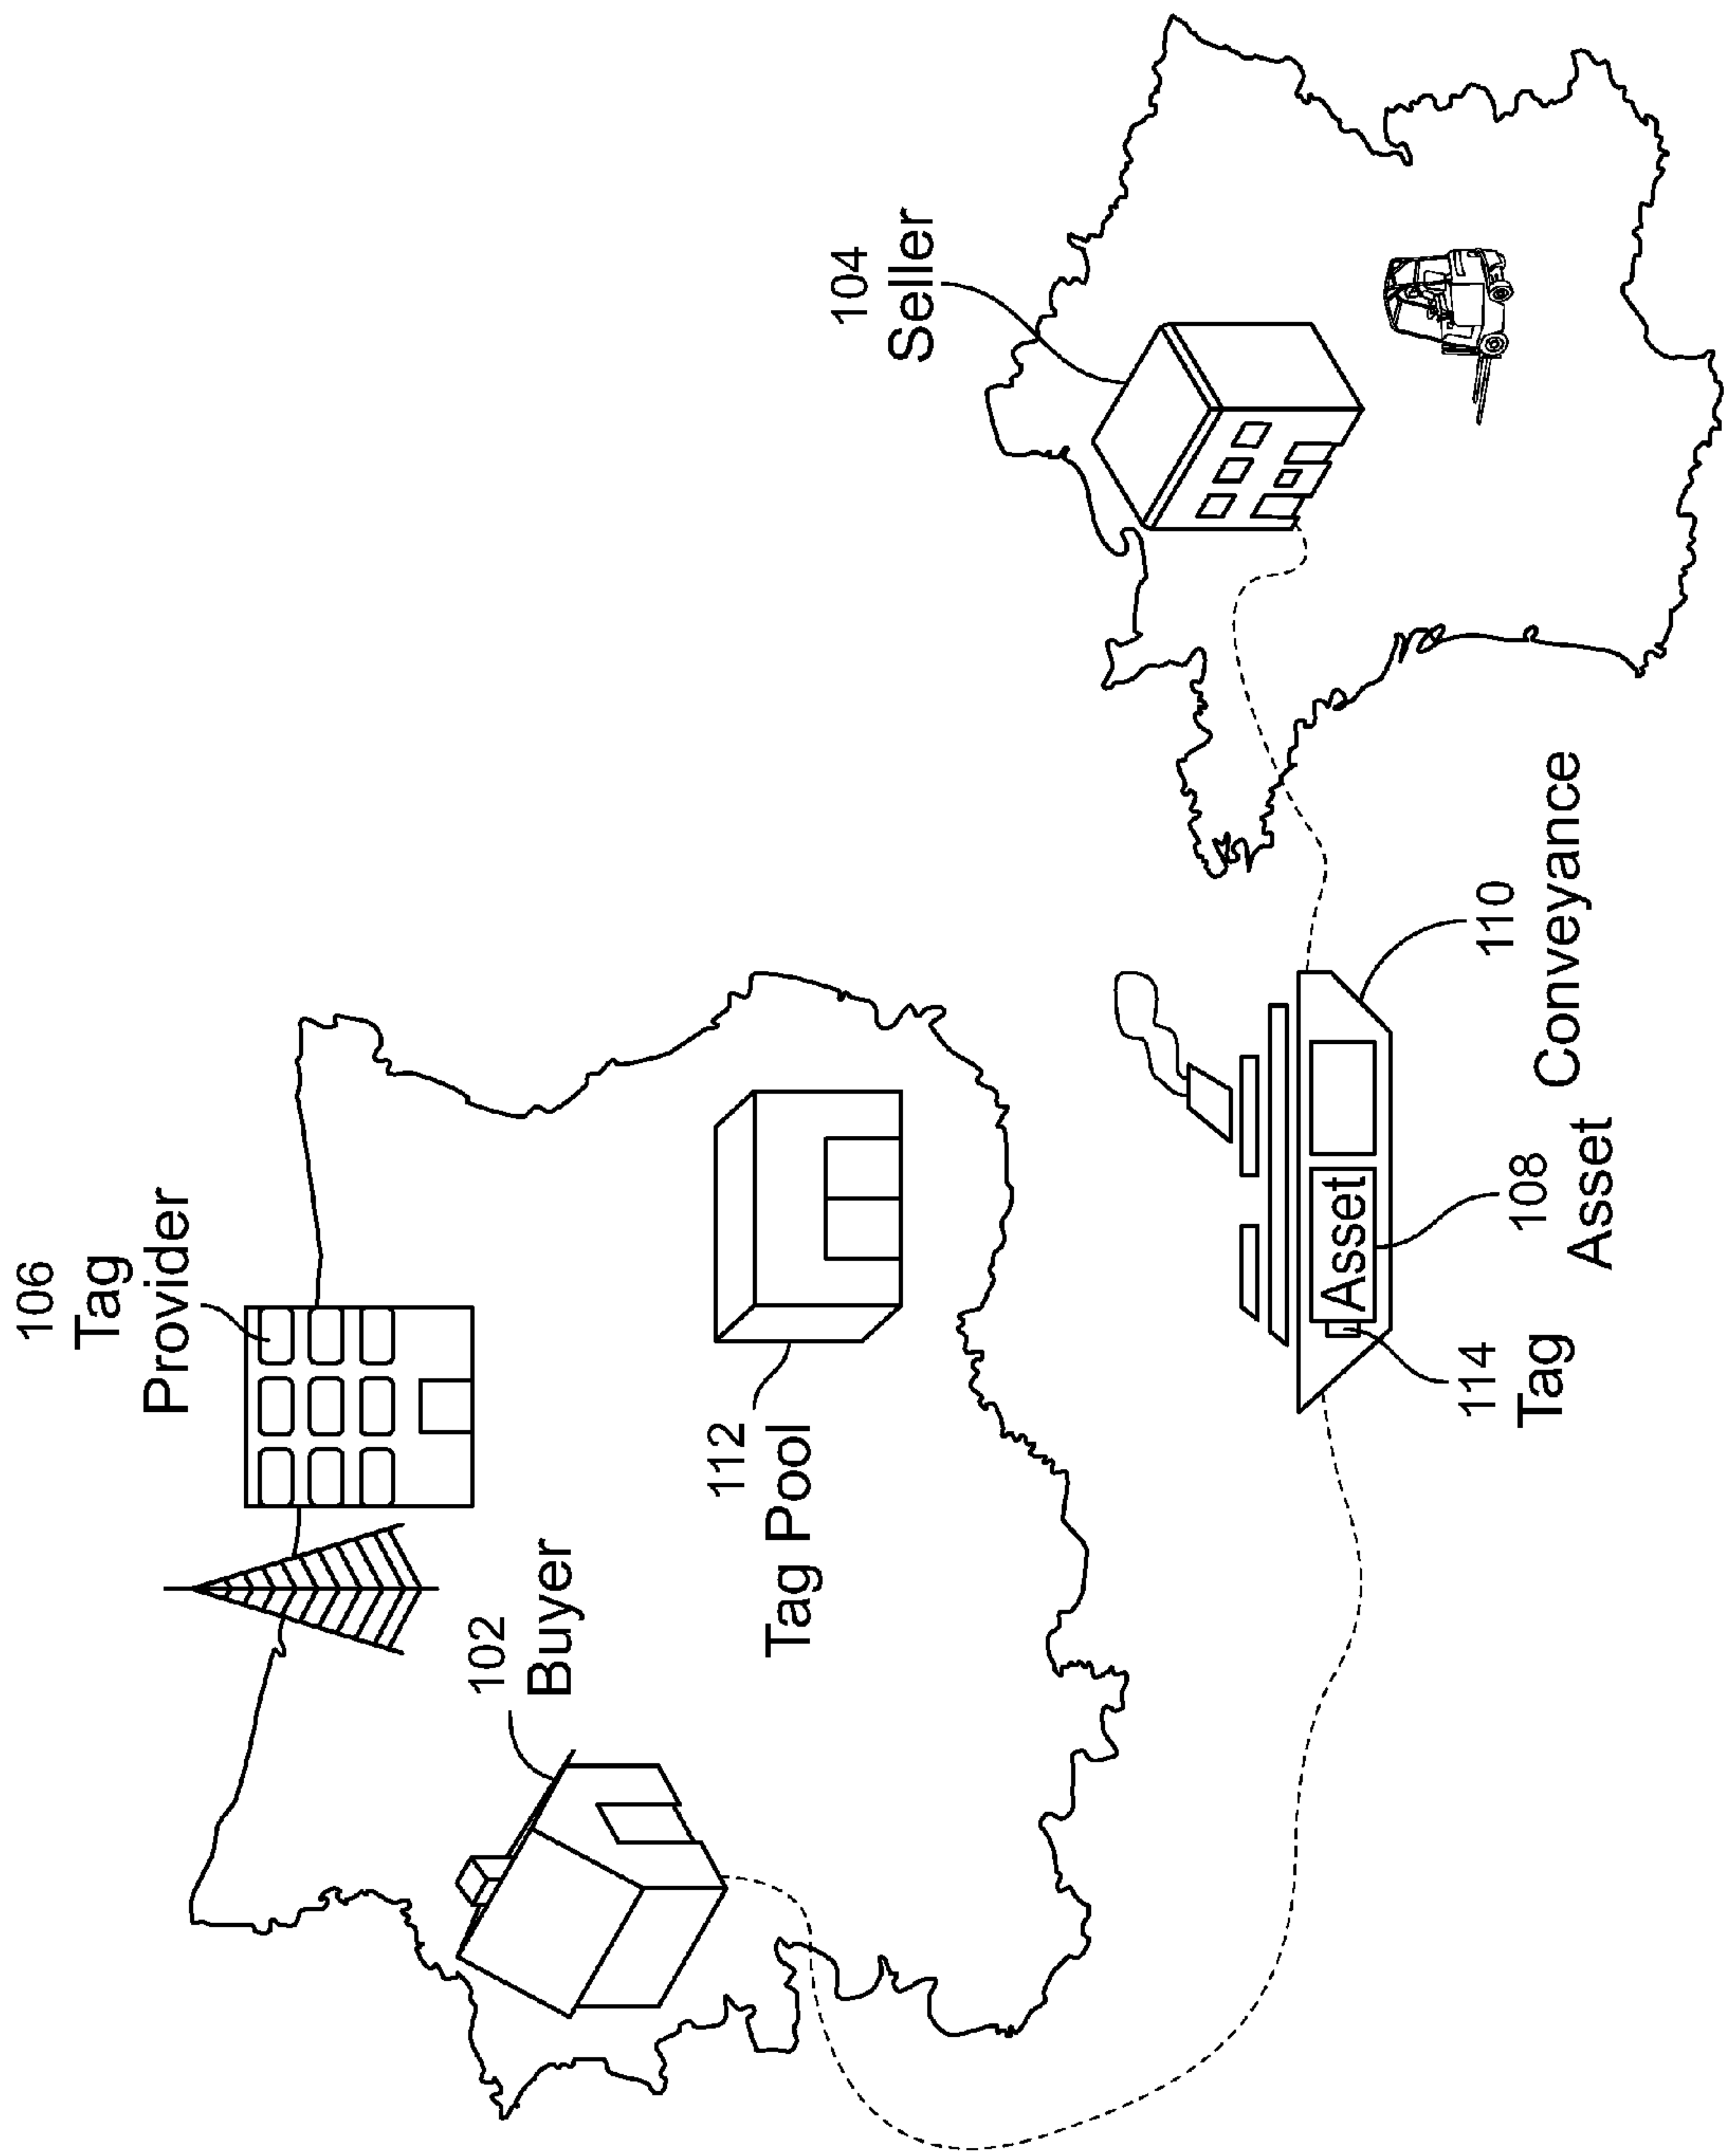 106
Tag
Provider
102
Buyer
112
Tag Pool
104
Seller
Asset
114
Tag
108
Asset
110
Conveyance